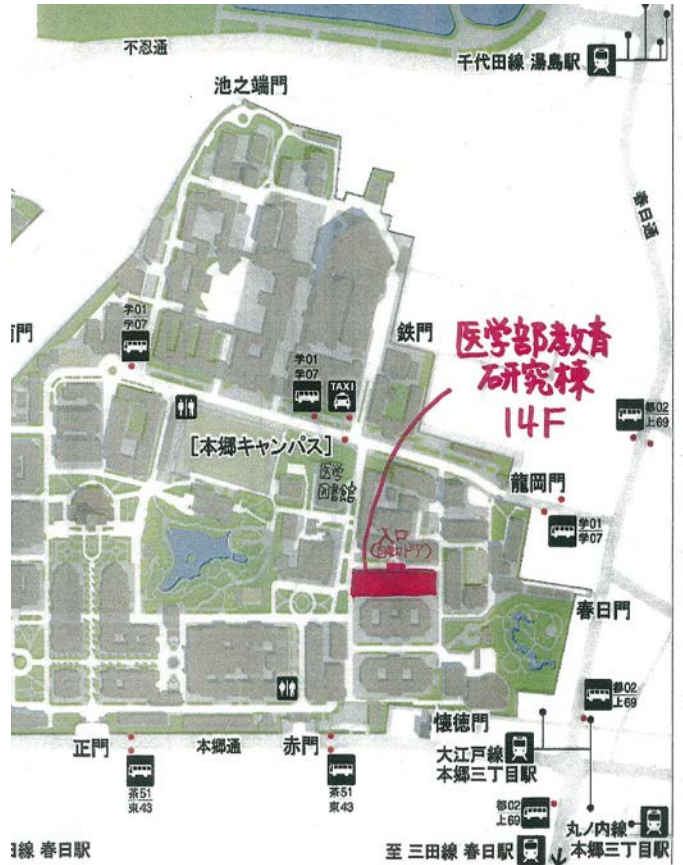 不忍通
千代田線 湯島駅
池之端門
春日通
学01
学07
鉄門
医学部教育
研究棟
14F
学01
学07
TAXI
都02
上69
[本郷キャンパス]
医学
図書館
龍岡門
学01
学07
入口
(自動ドア)
春日門
都02
上69
懐徳門
正門
本郷通
赤門
大江戸線
本郷三丁目駅
茶51
東43
茶51
東43
都02
上69
丸ノ内線
本郷三丁目駅
線 春日駅
至 三田線 春日駅